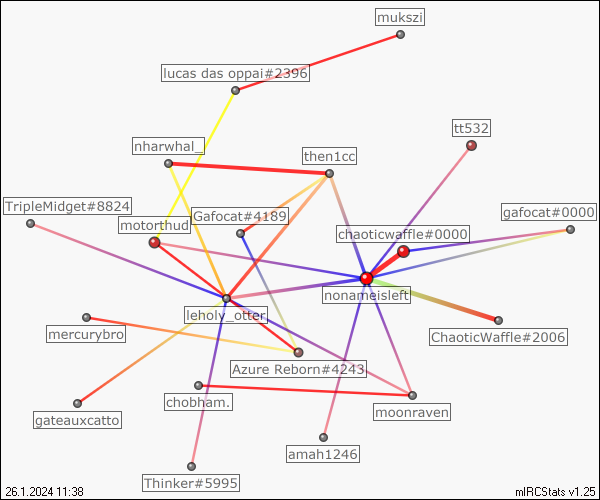 mukszi
lucas das oppai#2396
tt532
nharwhal_
then1cc
TripleMidget#8824
motorthud
Gafocat#4189
gafocat#0000
chaoticwaffle#0000
nonameisleft
leholy_otter.
mercurybro
ChaoticWaffle#2006
Azure Reborn#4243
chobham.
moonraven
gateauxcatto
amah1246
Thinker#5995
26.1.2024 11:38
mIRCStats v1.25